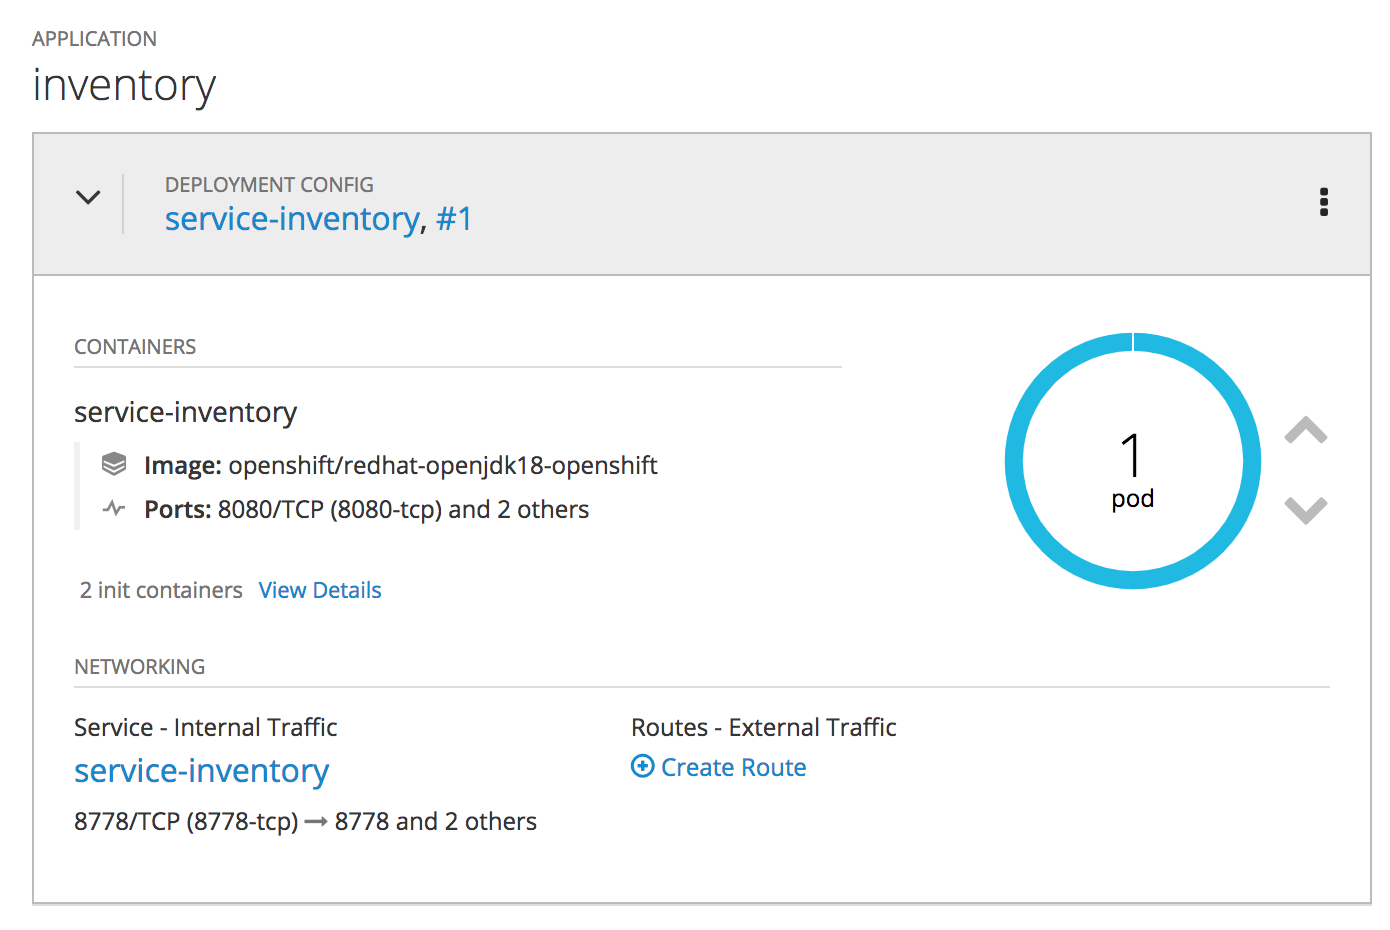 APPLICATION
inventory
DEPLOYMENT CONFIG
service-inventory, #1
CONTAINERS
service-inventory
Image: openshift/redhat-openjdk18-openshift
Ports: 8080/TCP (8080-tcp) and 2 others
2 init containers View Details
1
pod
NETWORKING
Service - Internal Traffic
service-inventory
8778/TCP (8778-tcp) → 8778 and 2 others
Routes - External Traffic
Create Route